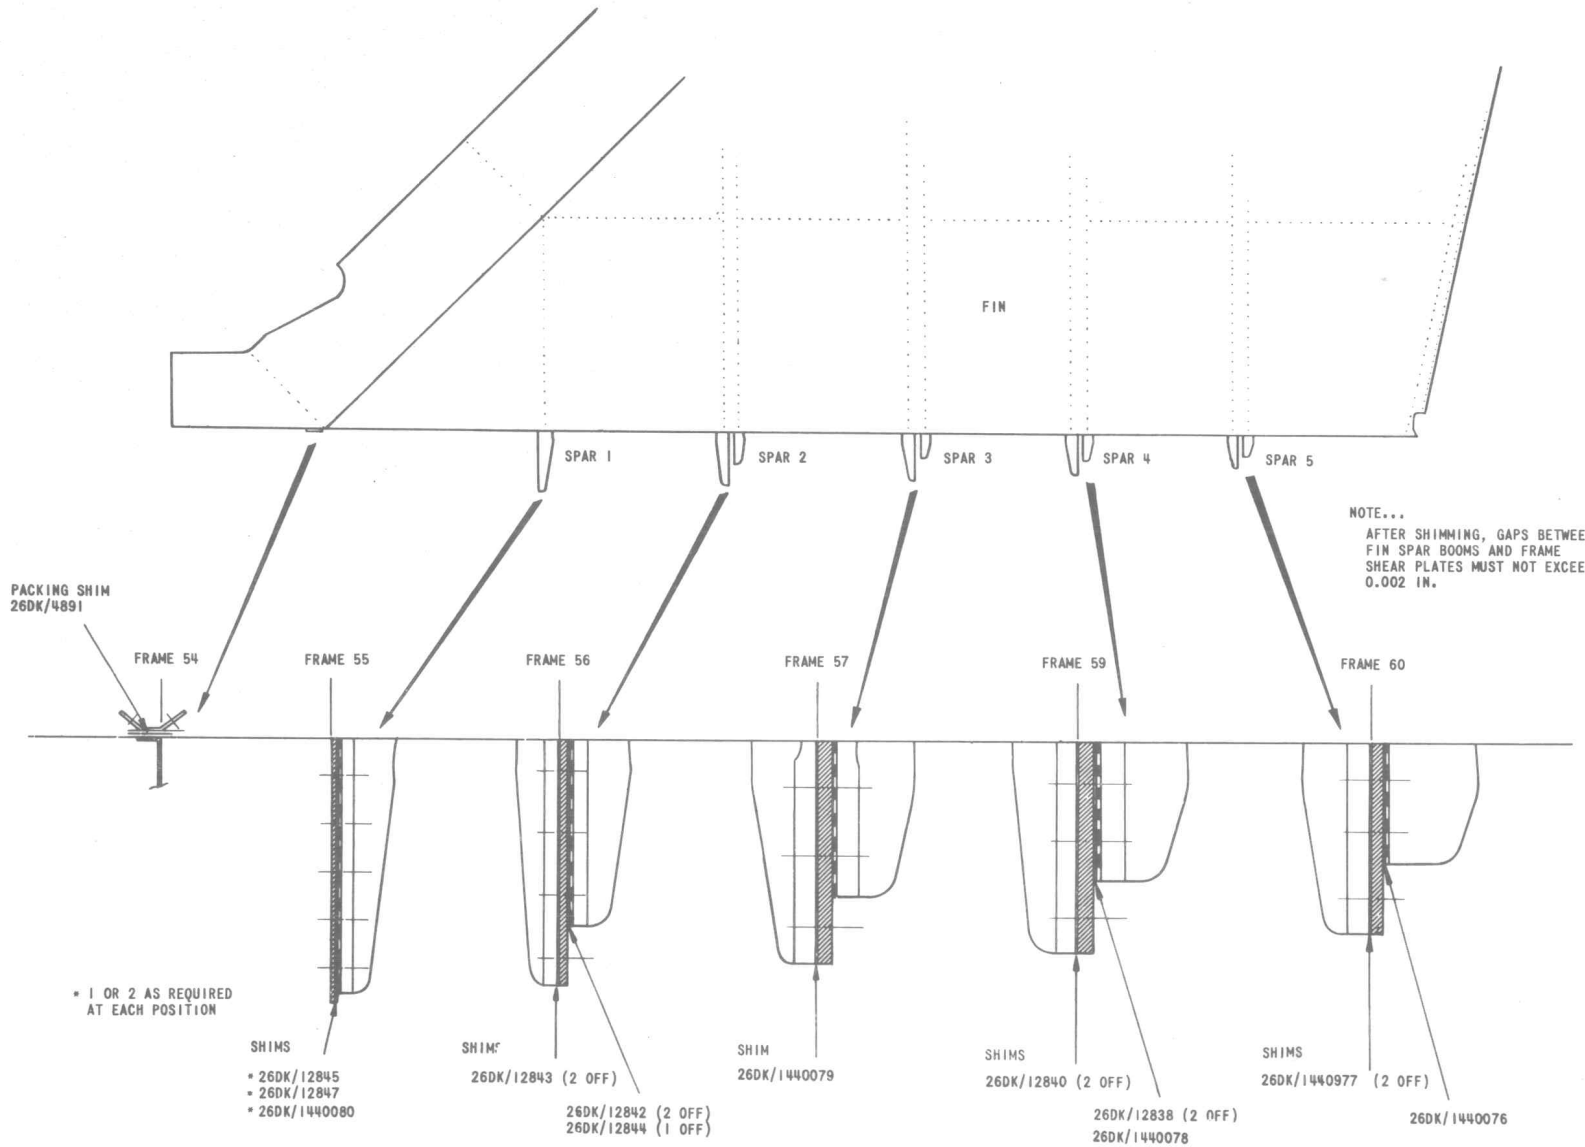 FIN
SPAR 1
SPAR 2
SPAR 3
SPAR 4
SPAR 5
NOTE...
AFTER SHIMMING, GAPS BETWEE
FIN SPAR BOOMS AND FRAME
SHEAR PLATES MUST NOT EXCEE
0.002 IN.
PACKING SHIM
26DK/4891
FRAME 54
FRAME 55
FRAME 56
FRAME 57
FRAME 59
FRAME 60
* 1 OR 2 AS REQUIRED
AT EACH POSITION
SHIMS
* 26DK/12845
* 26DK/12847
* 26DK/1440080
SHIMS
26DK/12843 (2 OFF)
26DK/12842 (2 OFF)
26DK/12844 (1 OFF)
SHIM
26DK/1440079
SHIMS
26DK/12840 (2 OFF)
26DK/12838 (2 OFF)
26DK/1440078
SHIMS
26DK/1440977 (2 OFF)
26DK/1440076